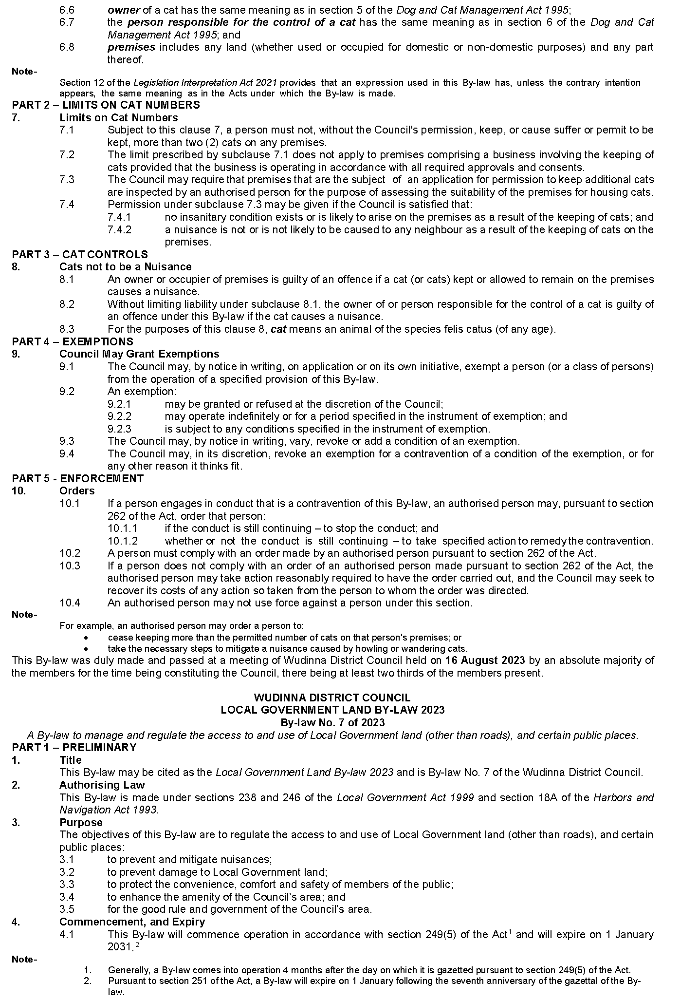 6.6 owner of a cat has the same meaning as in section 5 of the Dog and Cat Management Act 1995;
6.7 the person responsible for the control of a cat has the same meaning as in section 6 of the Dog and Cat
Management Act 1995; and
6.8 premises includes any land (whether used or occupied for domestic or non-domestic purposes) and any part
thereof.
Note-
Section 12 of the Legislation Interpretation Act 2021 provides that an expression used in this By-law has, unless the contrary intention
appears, the same meaning as in the Acts under which the By-law is made.
PART 2 – LIMITS ON CAT NUMBERS
7. Limits on Cat Numbers
7.1 Subject to this clause 7, a person must not, without the Council's permission, keep, or cause suffer or permit to be
kept, more than two (2) cats on any premises.
7.2 The limit prescribed by subclause 7.1 does not apply to premises comprising a business involving the keeping of
cats provided that the business is operating in accordance with all required approvals and consents.
7.3 The Council may require that premises that are the subject of an application for permission to keep additional cats
are inspected by an authorised person for the purpose of assessing the suitability of the premises for housing cats.
7.4 Permission under subclause 7.3 may be given if the Council is satisfied that:
7.4.1 no insanitary condition exists or is likely to arise on the premises as a result of the keeping of cats; and
7.4.2 a nuisance is not or is not likely to be caused to any neighbour as a result of the keeping of cats on the
premises.
PART 3 – CAT CONTROLS
8. Cats not to be a Nuisance
8.1 An owner or occupier of premises is guilty of an offence if a cat (or cats) kept or allowed to remain on the premises
causes a nuisance.
8.2 Without limiting liability under subclause 8.1, the owner of or person responsible for the control of a cat is guilty of
an offence under this By-law if the cat causes a nuisance.
8.3 For the purposes of this clause 8, cat means an animal of the species felis catus (of any age).
PART 4 – EXEMPTIONS
9. Council May Grant Exemptions
9.1 The Council may, by notice in writing, on application or on its own initiative, exempt a person (or a class of persons)
from the operation of a specified provision of this By-law.
9.2 An exemption:
9.2.1 may be granted or refused at the discretion of the Council;
9.2.2 may operate indefinitely or for a period specified in the instrument of exemption; and
9.2.3 is subject to any conditions specified in the instrument of exemption.
9.3 The Council may, by notice in writing, vary, revoke or add a condition of an exemption.
9.4 The Council may, in its discretion, revoke an exemption for a contravention of a condition of the exemption, or for
any other reason it thinks fit.
PART 5 - ENFORCEMENT
10. Orders
10.1 If a person engages in conduct that is a contravention of this By-law, an authorised person may, pursuant to section
262 of the Act, order that person:
10.1.1 if the conduct is still continuing – to stop the conduct; and
10.1.2 whether or not the conduct is still continuing – to take specified action to remedy the contravention.
10.2 A person must comply with an order made by an authorised person pursuant to section 262 of the Act.
10.3 If a person does not comply with an order of an authorised person made pursuant to section 262 of the Act, the
authorised person may take action reasonably required to have the order carried out, and the Council may seek to
recover its costs of any action so taken from the person to whom the order was directed.
10.4 An authorised person may not use force against a person under this section.
Note-
For example, an authorised person may order a person to:
• cease keeping more than the permitted number of cats on that person's premises; or
• take the necessary steps to mitigate a nuisance caused by howling or wandering cats.
This By-law was duly made and passed at a meeting of Wudinna District Council held on 16 August 2023 by an absolute majority of
the members for the time being constituting the Council, there being at least two thirds of the members present.
WUDINNA DISTRICT COUNCIL
LOCAL GOVERNMENT LAND BY-LAW 2023
By-law No. 7 of 2023
A By-law to manage and regulate the access to and use of Local Government land (other than roads), and certain public places.
PART 1 – PRELIMINARY
1. Title
This By-law may be cited as the Local Government Land By-law 2023 and is By-law No. 7 of the Wudinna District Council.
2. Authorising Law
This By-law is made under sections 238 and 246 of the Local Government Act 1999 and section 18A of the Harbors and
Navigation Act 1993.
3. Purpose
The objectives of this By-law are to regulate the access to and use of Local Government land (other than roads), and certain
public places:
3.1 to prevent and mitigate nuisances;
3.2 to prevent damage to Local Government land;
3.3 to protect the convenience, comfort and safety of members of the public;
3.4 to enhance the amenity of the Council’s area; and
3.5 for the good rule and government of the Council’s area.
4. Commencement, and Expiry
4.1 This By-law will commence operation in accordance with section 249(5) of the Act¹ and will expire on 1 January
2031.²
Note-
1. Generally, a By-law comes into operation 4 months after the day on which it is gazetted pursuant to section 249(5) of the Act.
2. Pursuant to section 251 of the Act, a By-law will expire on 1 January following the seventh anniversary of the gazettal of the By-
law.